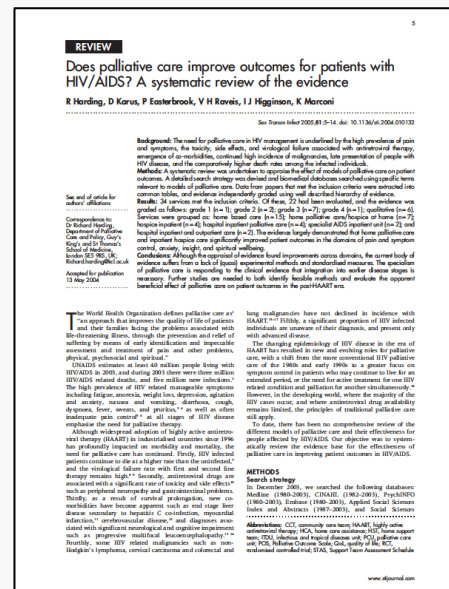 5
REVIEW
Does palliative care improve outcomes for patients with
HIV/AIDS? A systematic review of the evidence
R Harding, D Karus, P Easterbrook, V H Raveis, I J Higginson, K Marconi
Sex Transm Infect 2005;81:5–14. doi: 10.1136/sti.2004.010132
See end of article for
authors' affiliations
Correspondence to:
Dr Richard Harding,
Department of Palliative
Care and Policy, Guy's
King's and St Thomas's
School of Medicine,
London SE5 9RS, UK;
Richard.Harding@kcl.ac.uk
Accepted for publication
13 May 2004
Background: The need for palliative care in HIV management is underlined by the high prevalence of pain
and symptoms, the toxicity, side effects, and virological failure associated with antiretroviral therapy,
emergence of co-morbidities, continued high incidence of malignancies, late presentation of people with
HIV disease, and the comparatively higher death rates among the infected individuals.
Methods: A systematic review was undertaken to appraise the effect of models of palliative care on patient
outcomes. A detailed search strategy was devised and biomedical databases searched using specific terms
relevant to models of palliative care. Data from papers that met the inclusion criteria were extracted into
common tables, and evidence independently graded using well described hierarchy of evidence.
Results: 34 services met the inclusion criteria. Of these, 22 had been evaluated, and the evidence was
graded as follows: grade 1 (n=1); grade 2 (n=2); grade 3 (n=7); grade 4 (n=1); qualitative (n=6).
Services were grouped as: home based care (n=15); home palliative care/hospice at home (n=7);
hospice inpatient (n=4); hospital inpatient palliative care (n=4); specialist AIDS inpatient unit (n=2); and
hospital inpatient and outpatient care (n=2). The evidence largely demonstrated that home palliative care
and inpatient hospice care significantly improved patient outcomes in the domains of pain and symptom
control, anxiety, insight, and spiritual wellbeing.
Conclusions: Although the appraisal of evidence found improvements across domains, the current body of
evidence suffers from a lack of (quasi) experimental methods and standardised measures. The specialism
of palliative care is responding to the clinical evidence that integration into earlier disease stages is
necessary. Further studies are needed to both identify feasible methods and evaluate the apparent
beneficial effect of palliative care on patient outcomes in the post-HAART era.
The World Health Organization defines palliative care as
"an approach that improves the quality of life of patients
and their families facing the problems associated with
life-threatening illness, through the prevention and relief of
suffering by means of early identification and impeccable
assessment and treatment of pain and other problems,
physical, psychosocial and spiritual."
UNAIDS estimates at least 40 million people living with
HIV/AIDS in 2003, and during 2003 there were three million
HIV/AIDS related deaths, and five million new infections.
The high prevalence of HIV related manageable symptoms
including fatigue, anorexia, weight loss, depression, agitation
and anxiety, nausea and vomiting, diarrhoea, cough,
dyspnoea, fever, sweats, and pruritus, as well as often
inadequate pain control at all stages of HIV disease
emphasise the need for palliative therapy.
Although widespread adoption of highly active antiretro-
viral therapy (HAART) in industrialised countries since 1996
has profoundly impacted on morbidity and mortality, the
need for palliative care has continued. Firstly, HIV infected
patients continue to die at a higher rate than the uninfected,
and the virological failure rate with first and second line
therapy remains high. Secondly, antiretroviral drugs are
associated with a significant rate of toxicity and side effects
such as peripheral neuropathy and gastrointestinal problems.
Thirdly, as a result of survival prolongation, new co-
morbidities have become apparent such as end stage liver
disease secondary to hepatitis C co-infection, myocardial
infarction, cerebrovascular disease, and diagnoses asso-
ciated with significant neurological and cognitive impairment
such as progressive multifocal leucoencephalopathy.
Fourthly, some HIV related malignancies such as non-
Hodgkin's lymphoma, cervical carcinoma and colorectal and
lung malignancies have not declined in incidence with
HAART. Fifthly, a significant proportion of HIV infected
individuals are unaware of their diagnosis, and present only
with advanced disease.
The changing epidemiology of HIV disease in the era of
HAART has resulted in new and evolving roles for palliative
care, with a shift from the more conventional HIV palliative
care of the 1980s and early 1990s to a greater focus on
symptom control in patients who may continue to live for an
extended period, or the need for active treatment for one HIV
related condition and palliation for another simultaneously.
However, in the developing world, where the majority of the
HIV cases occur, and where antiretroviral drug availability
remains limited, the principles of traditional palliative care
still apply.
To date, there has been no comprehensive review of the
different models of palliative care and their effectiveness for
people affected by HIV/AIDS. Our objective was to system-
atically review the evidence base for the effectiveness of
palliative care in improving patient outcomes in HIV/AIDS.
METHODS
Search strategy
In December 2003, we searched the following databases:
Medline (1980–2003), CINAHL (1982–2003), PsychINFO
(1980–2003), Embase (1980–2003), Applied Social Sciences
Index and Abstracts (1987–2003), and Social Sciences
Abbreviations: CCT, community care team; HAART, highly active
antiretroviral therapy; HCA, home care assistance; HST, home support
team; ITDU, infectious and tropical diseases unit; PCU, palliative care
unit; POS, Palliative Outcome Scale; QoL, quality of life; RCT,
randomised controlled trial; STAS, Support Team Assessment Schedule
www.stijournal.com